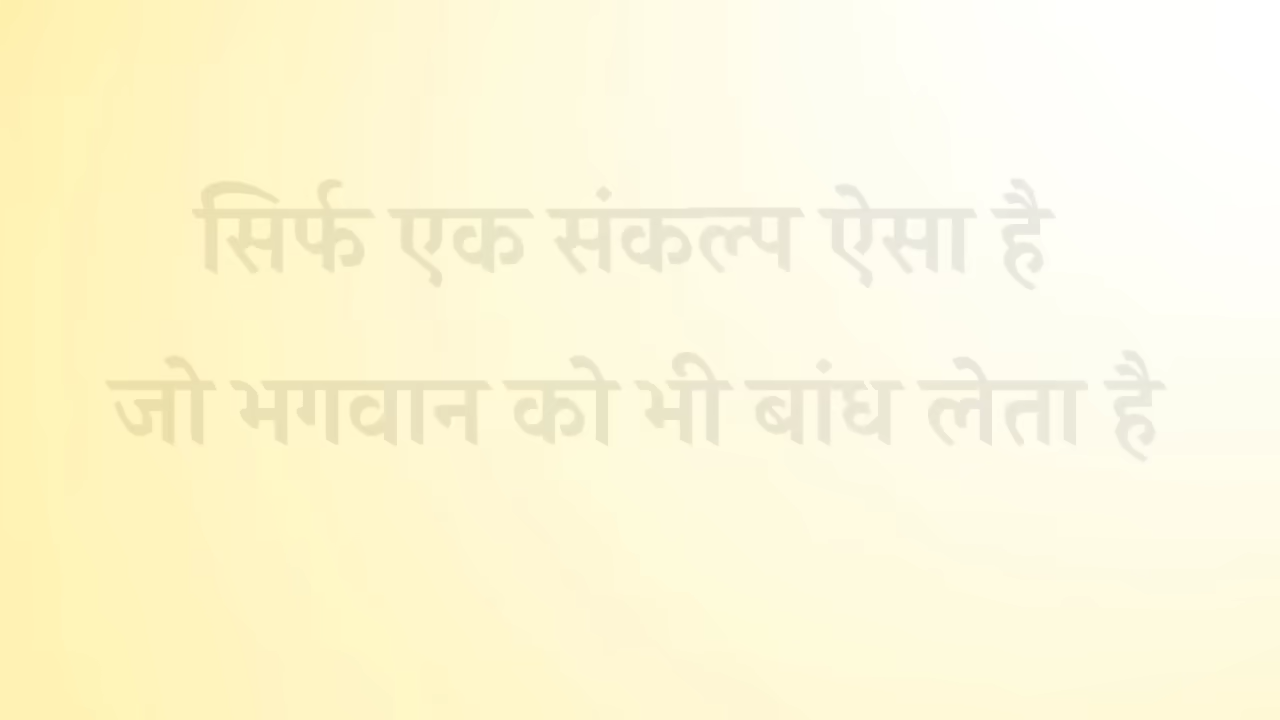 सिर्फ एक संकल्प ऐसा है
जो भगवान को भी बांध लेता है